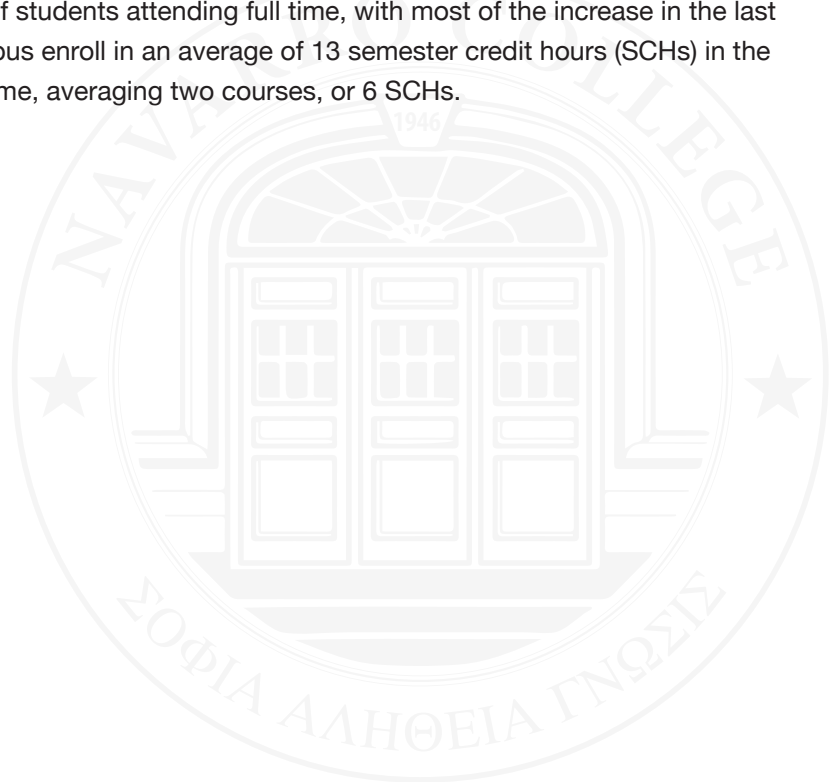 f students attending full time, with most of the increase in the last
ous enroll in an average of 13 semester credit hours (SCHs) in the
me, averaging two courses, or 6 SCHs.
NAVARRO COLLEGE
1946
ΣΟΦΙΑ ΑΛΗΘΕΙΑ ΓΝΩΣΙΣ